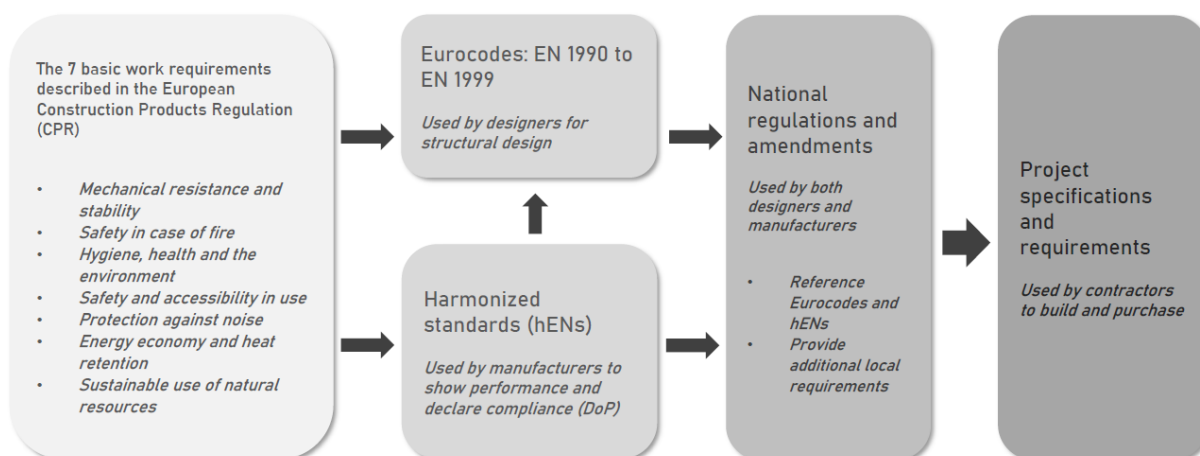 The 7 basic work requirements
described in the European
Construction Products Regulation
(CPR)
• Mechanical resistance and
stability
• Safety in case of fire
• Hygiene, health and the
environment
• Safety and accessibility in use
• Protection against noise
• Energy economy and heat
retention
• Sustainable use of natural
resources
Eurocodes: EN 1990 to
EN 1999
Used by designers for
structural design
Harmonized
standards (hENs)
Used by manufacturers to
show performance and
declare compliance (DoP)
National
regulations and
amendments
Used by both
designers and
manufacturers
• Reference
Eurocodes and
hENs
• Provide
additional local
requirements
Project
specifications
and
requirements
Used by contractors
to build and purchase